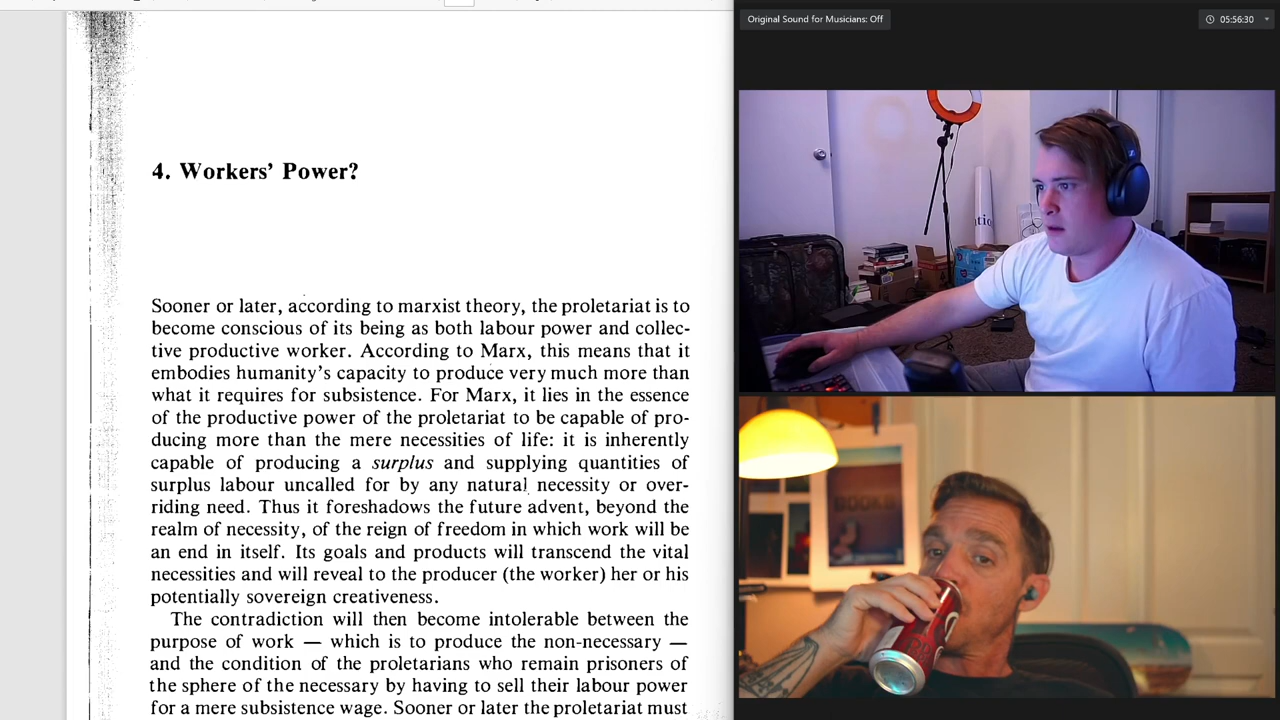 Original Sound for Musicians: Off
05:56:30
4. Workers' Power?
Sooner or later, according to marxist theory, the proletariat is to
become conscious of its being as both labour power and collec-
tive productive worker. According to Marx, this means that it
embodies humanity's capacity to produce very much more than
what it requires for subsistence. For Marx, it lies in the essence
of the productive power of the proletariat to be capable of pro-
ducing more than the mere necessities of life: it is inherently
capable of producing a surplus and supplying quantities of
surplus labour uncalled for by any natural necessity or over-
riding need. Thus it foreshadows the future advent, beyond the
realm of necessity, of the reign of freedom in which work will be
an end in itself. Its goals and products will transcend the vital
necessities and will reveal to the producer (the worker) her or his
potentially sovereign creativeness.
The contradiction will then become intolerable between the
purpose of work — which is to produce the non-necessary —
and the condition of the proletarians who remain prisoners of
the sphere of the necessary by having to sell their labour power
for a mere subsistence wage. Sooner or later the proletariat must
BOOKS